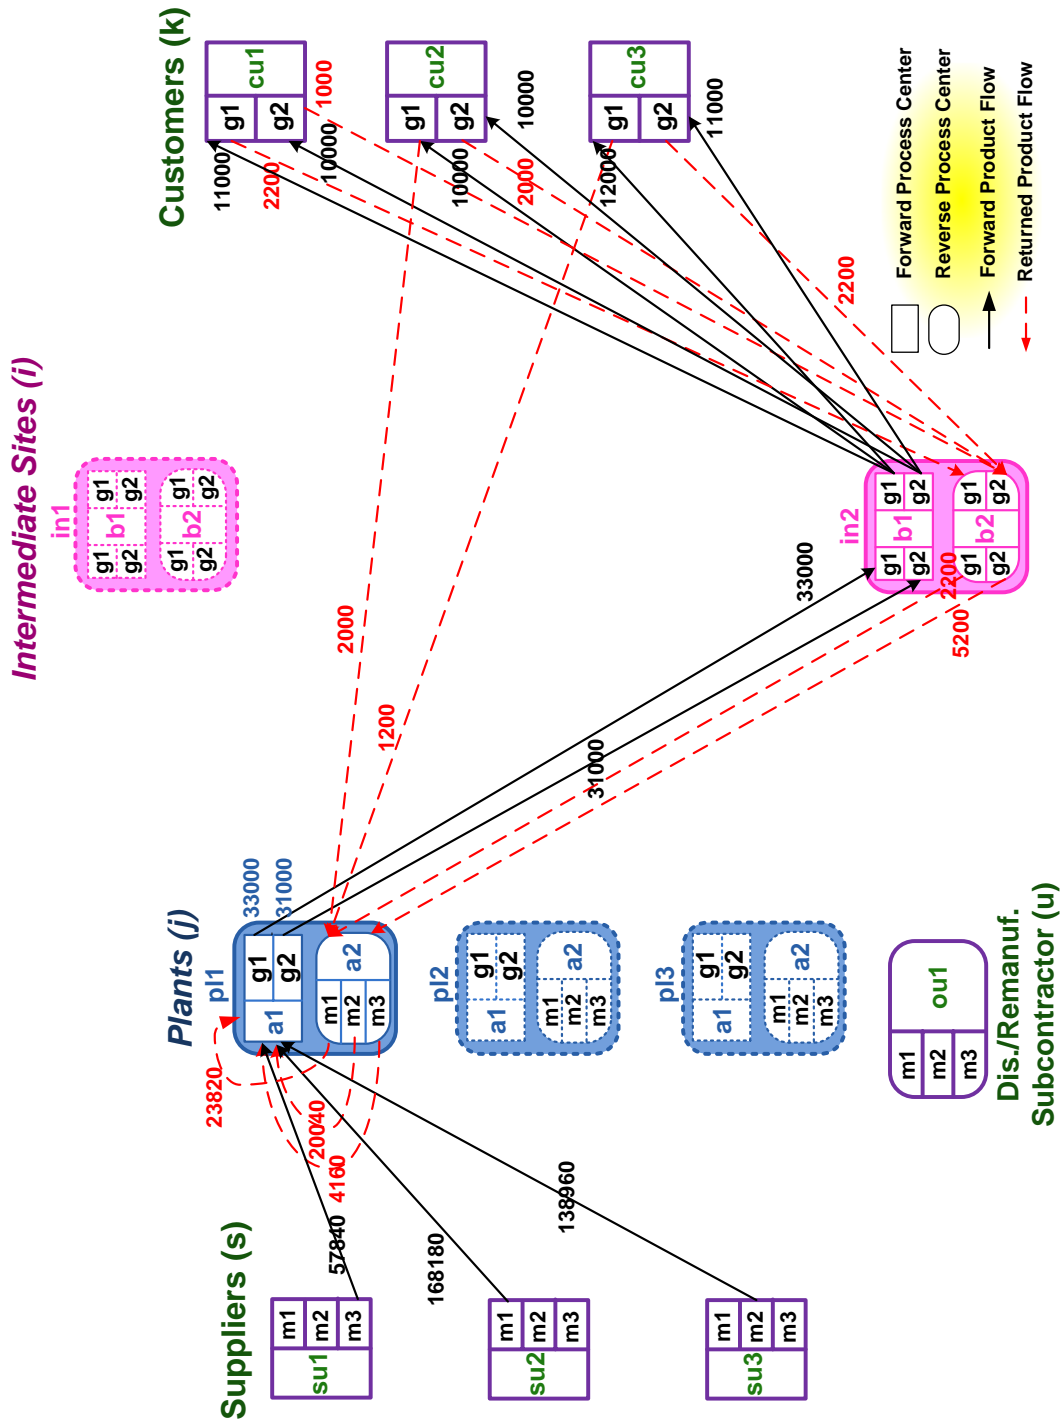 Intermediate Sites (i)
Customers (k)
Plants (j)
Suppliers (s)
su1
m1
m2
m3
su2
m1
m2
m3
su3
m1
m2
m3
57840
168180
138960
23820
20040
4160
pl1
a1
g1
g2
33000
31000
m1
m2
m3
a2
pl2
a1
g1
g2
m1
m2
m3
a2
pl3
a1
g1
g2
m1
m2
m3
a2
ou1
m1
m2
m3
Dis./Remanuf.
Subcontractor (u)
2000
1200
33000
31000
2200
5200
in1
g1
g2
b1
g1
g2
g1
g2
b2
g1
g2
in2
g1
g2
b1
g1
g2
g1
g2
b2
g1
g2
11000
2200
10000
1000
10000
2000
10000
12000
11000
2200
g1
g2
cu1
g1
g2
cu2
g1
g2
cu3
Forward Process Center
Reverse Process Center
Forward Product Flow
Returned Product Flow